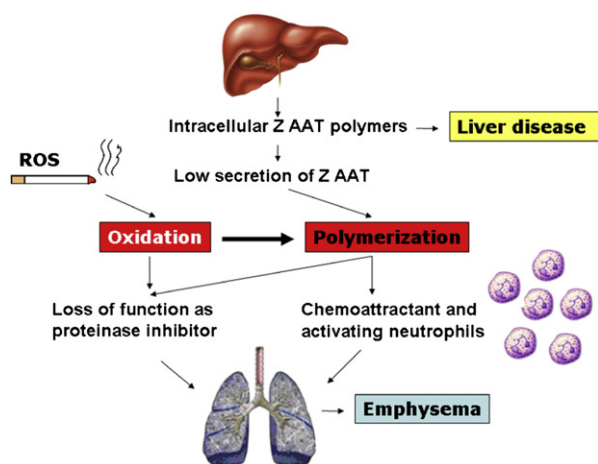 Intracellular Z AAT polymers
Liver disease
ROS
Low secretion of Z AAT
Oxidation
Polymerization
Loss of function as
proteinase inhibitor
Chemoattractant and
activating neutrophils
Emphysema